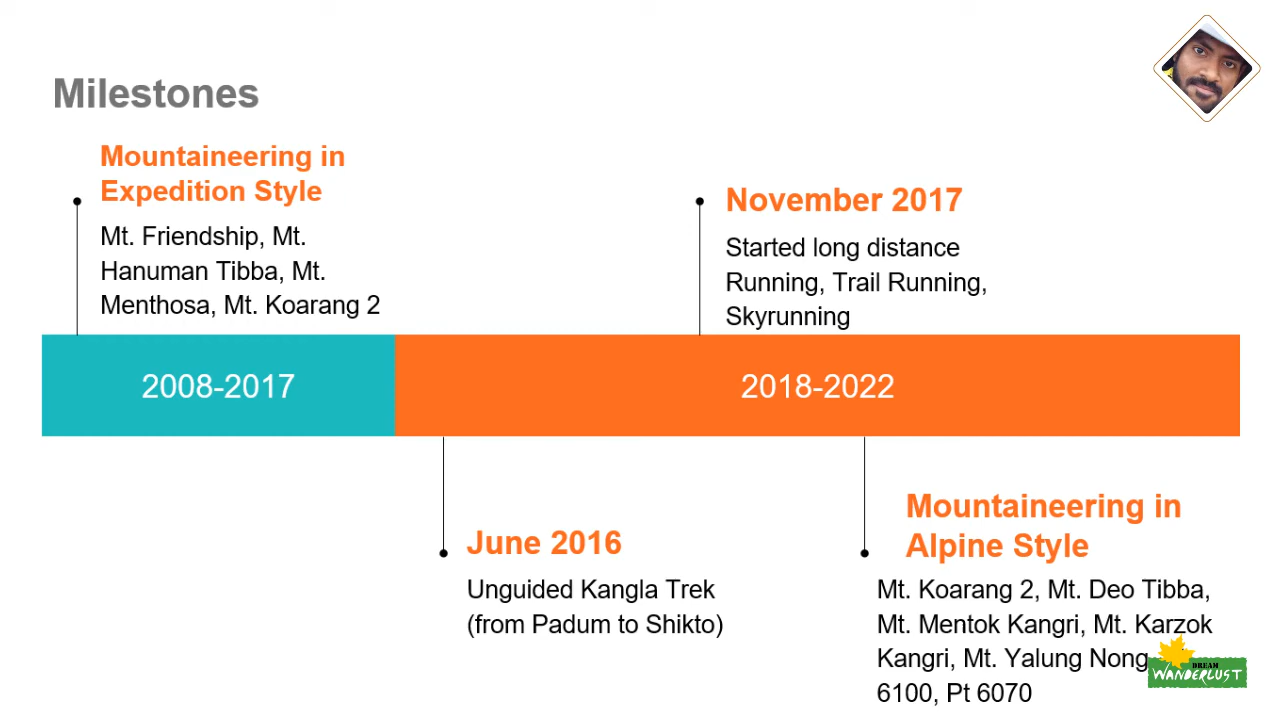 Milestones
Mountaineering in
Expedition Style
Mt. Friendship, Mt.
Hanuman Tibba, Mt.
Menthosa, Mt. Koarang 2
November 2017
Started long distance
Running, Trail Running,
Skyrunning
2008-2017
2018-2022
June 2016
Unguided Kangla Trek
(from Padum to Shikto)
Mountaineering in
Alpine Style
Mt. Koarang 2, Mt. Deo Tibba,
Mt. Mentok Kangri, Mt. Karzok
Kangri, Mt. Yalung Nong
6100, Pt 6070
DREAM
WANDERLUST